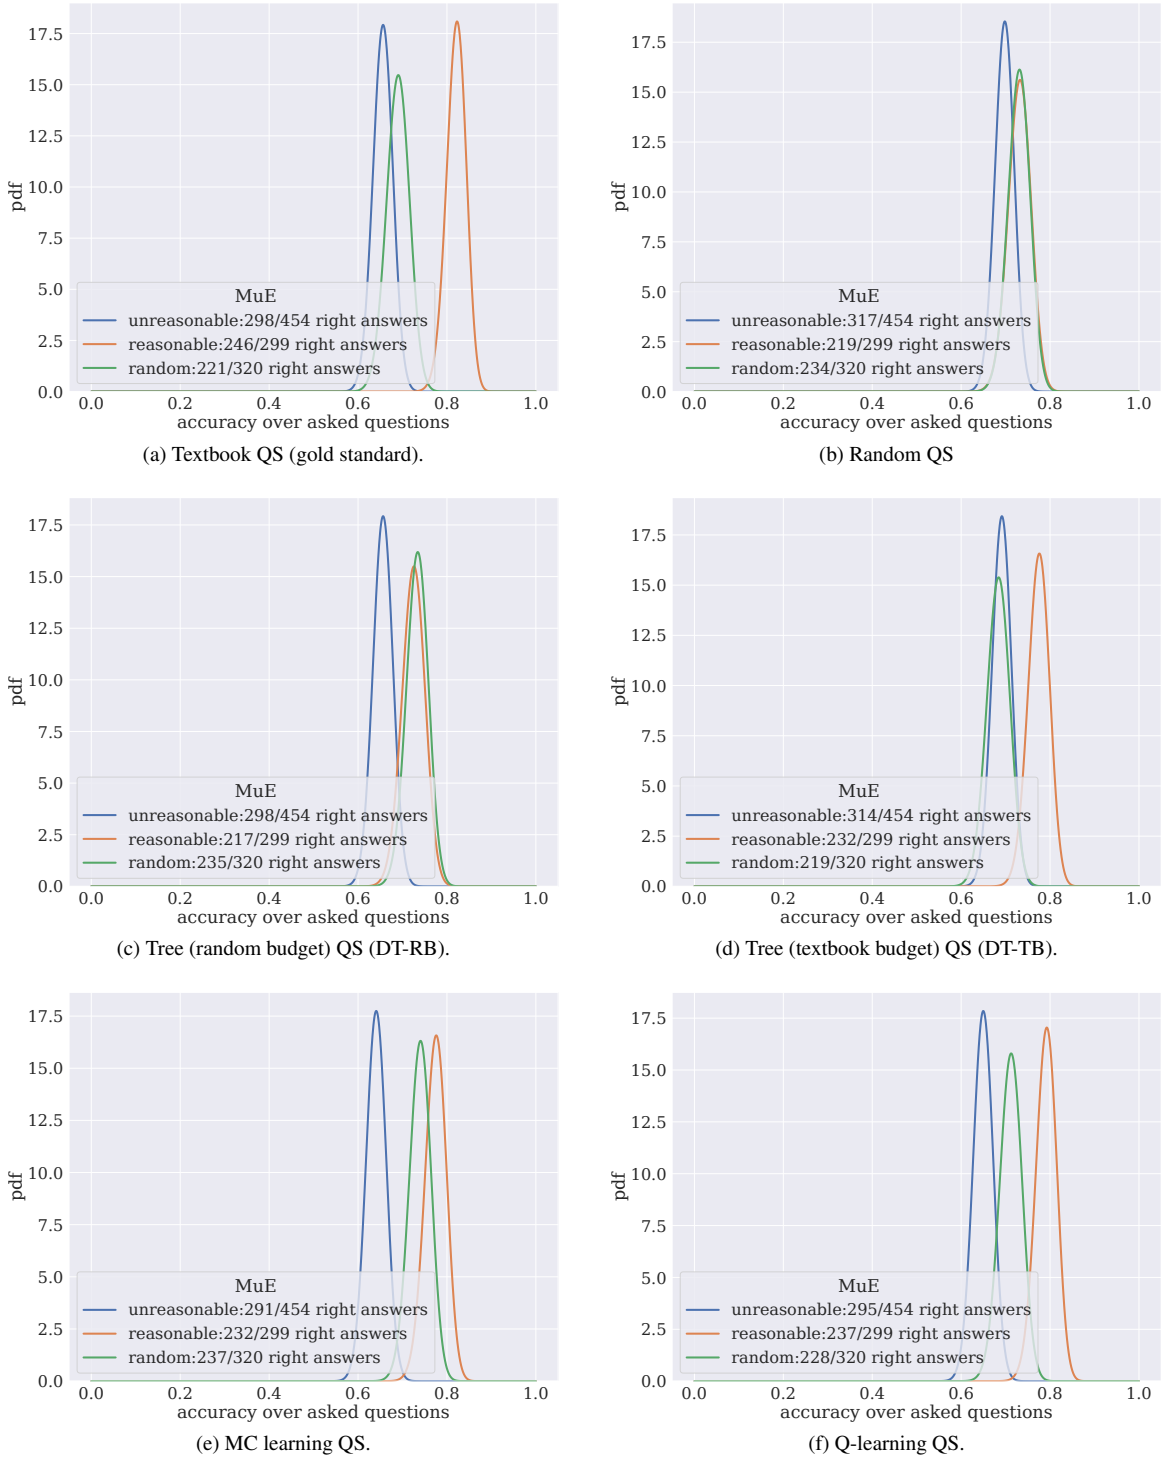 17.5
15.0
12.5
10.0
7.5
5.0
2.5
0.0
pdf
MuE
unreasonable:298/454 right answers
reasonable:246/299 right answers
random:221/320 right answers
0.0 0.2 0.4 0.6 0.8 1.0
accuracy over asked questions
(a) Textbook QS (gold standard).
17.5
15.0
12.5
10.0
7.5
5.0
2.5
0.0
pdf
MuE
unreasonable:317/454 right answers
reasonable:219/299 right answers
random:234/320 right answers
0.0 0.2 0.4 0.6 0.8 1.0
accuracy over asked questions
(b) Random QS
17.5
15.0
12.5
10.0
7.5
5.0
2.5
0.0
pdf
MuE
unreasonable:298/454 right answers
reasonable:217/299 right answers
random:235/320 right answers
0.0 0.2 0.4 0.6 0.8 1.0
accuracy over asked questions
(c) Tree (random budget) QS (DT-RB).
17.5
15.0
12.5
10.0
7.5
5.0
2.5
0.0
pdf
MuE
unreasonable:314/454 right answers
reasonable:232/299 right answers
random:219/320 right answers
0.0 0.2 0.4 0.6 0.8 1.0
accuracy over asked questions
(d) Tree (textbook budget) QS (DT-TB).
17.5
15.0
12.5
10.0
7.5
5.0
2.5
0.0
pdf
MuE
unreasonable:291/454 right answers
reasonable:232/299 right answers
random:237/320 right answers
0.0 0.2 0.4 0.6 0.8 1.0
accuracy over asked questions
(e) MC learning QS.
17.5
15.0
12.5
10.0
7.5
5.0
2.5
0.0
pdf
MuE
unreasonable:295/454 right answers
reasonable:237/299 right answers
random:228/320 right answers
0.0 0.2 0.4 0.6 0.8 1.0
accuracy over asked questions
(f) Q-learning QS.